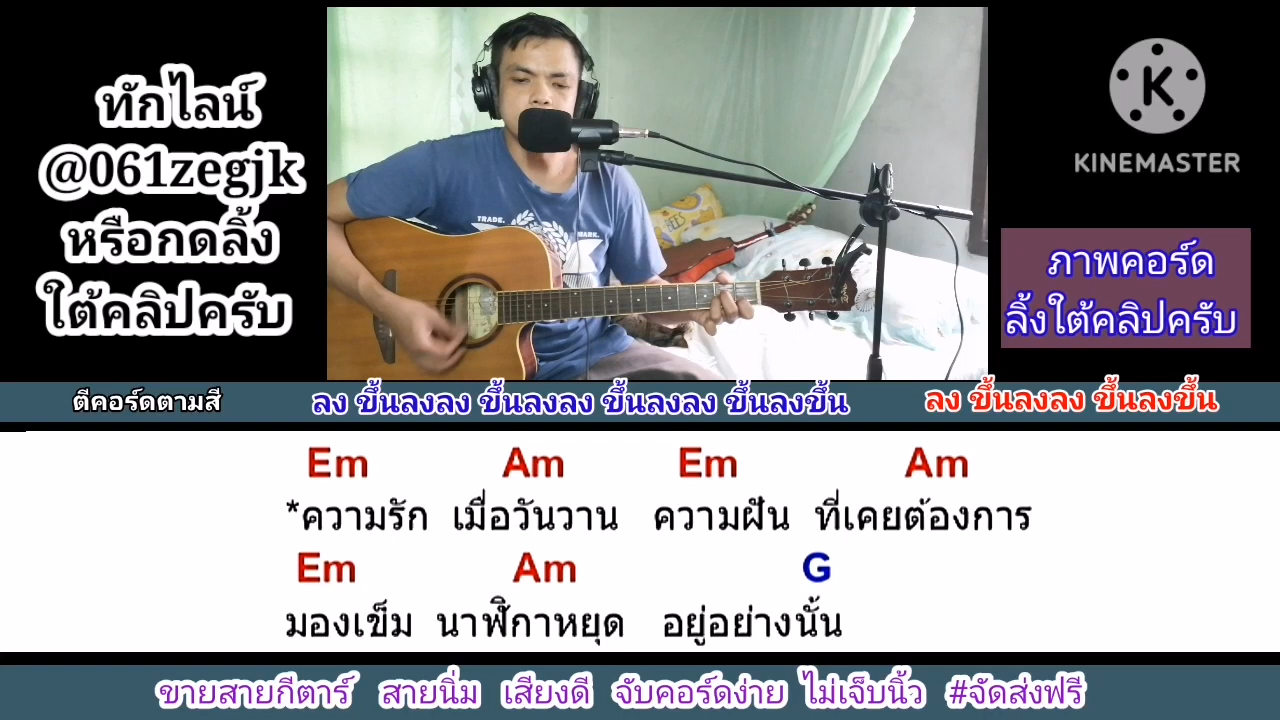 ทักไลน์
@061zegjk
หรือกดลิ้ง
ใต้คลิปครับ
TRADE.
MARK.
BEES
K
KINEMASTER
ภาพคอร์ด
ลิ้งใต้คลิปครับ
ตีคอร์ดตามสี
ลง ขึ้นลงลง ขึ้นลงลง ขึ้นลงลง ขึ้นลงขึ้น
ลง ขึ้นลงลง ขึ้นลงขึ้น
Em Am Em Am
*ความรัก เมื่อวันวาน ความฝัน ที่เคยต้องการ
Em Am G
มองเข็ม นาฬิกาหยุด อยู่อย่างนั้น
ขายสายกีตาร์ สายนิ่ม เสียงดี จับคอร์ดง่าย ไม่เจ็บนิ้ว #จัดส่งฟรี